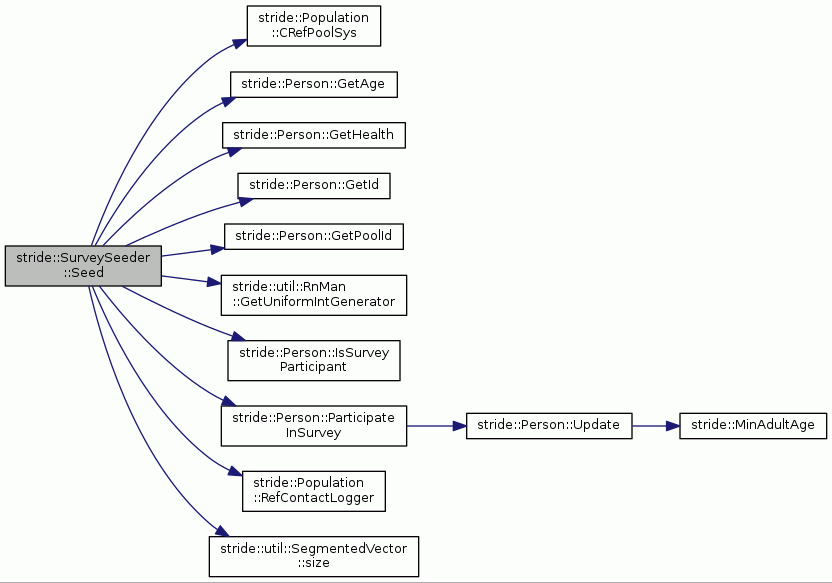 stride::Population
::CRefPoolSys
stride::Person::GetAge
stride::Person::GetHealth
stride::Person::GetId
stride::Person::GetPoolId
stride::SurveySeeder
::Seed
stride::util::RnMan
::GetUniformIntGenerator
stride::Person::IsSurvey
Participant
stride::Person::Participate
InSurvey
stride::Person::Update
stride::MinAdultAge
stride::Population
::RefContactLogger
stride::util::SegmentedVector
::size